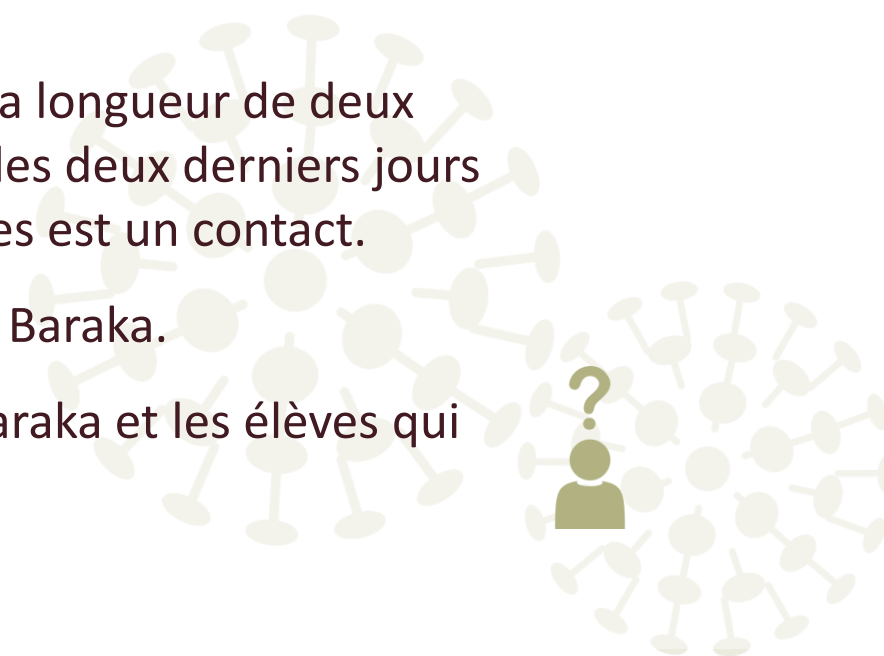 a longueur de deux
les deux derniers jours
es est un contact.
Baraka.
araka et les élèves qui
?